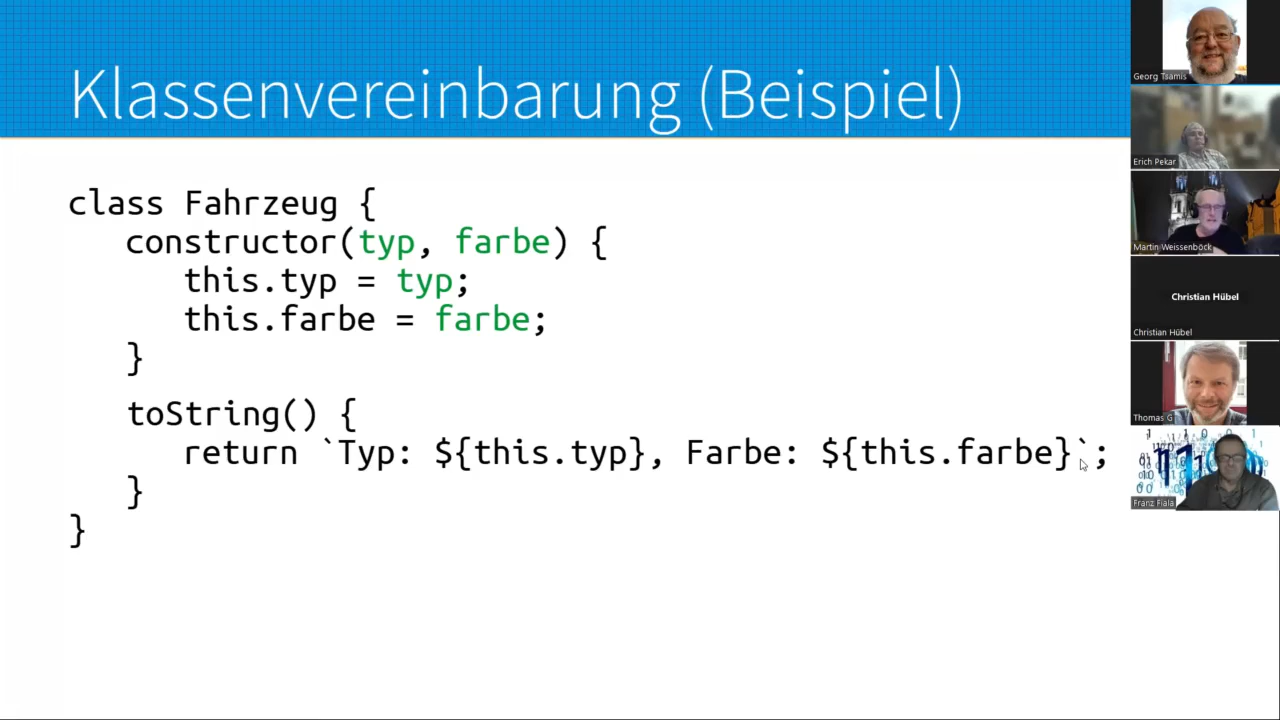 Klassenvereinbarung (Beispiel)
class Fahrzeug {
constructor(typ, farbe) {
this.typ = typ;
this.farbe = farbe;
}
toString() {
return `Typ: ${this.typ}, Farbe: ${this.farbe}`;
}
}
Georg Tsamis
Erich Pekar
Martin Weissenböck
Christian Hübel
Christian Hübel
Thomas G
Franz Fiala